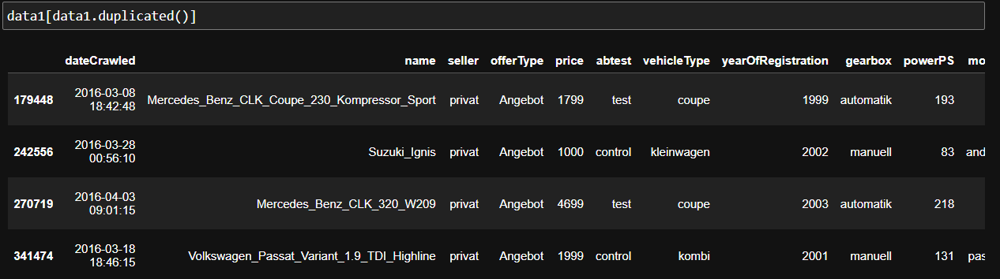 data1[data1.duplicated()]
dateCrawled name seller offerType price abtest vehicleType yearOfRegistration gearbox powerPS mo
179448 2016-03-08 18:42:48 Mercedes_Benz_CLK_Coupe_230_Kompressor_Sport privat Angebot 1799 test coupe 1999 automatik 193
242556 2016-03-28 00:56:10 Suzuki_Ignis privat Angebot 1000 control kleinwagen 2002 manuell 83 and
270719 2016-04-03 09:01:15 Mercedes_Benz_CLK_320_W209 privat Angebot 4699 test coupe 2003 automatik 218
341474 2016-03-18 18:46:15 Volkswagen_Passat_Variant_1.9_TDI_Highline privat Angebot 1999 control kombi 2001 manuell 131 pas